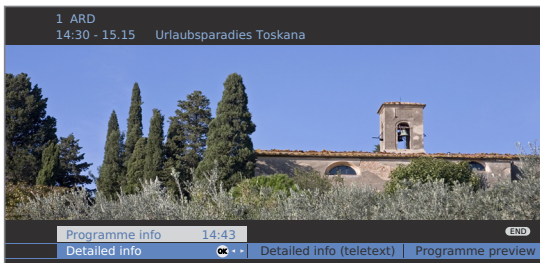 1 ARD
14:30 - 15.15 Urlaubsparadies Toskana
END
Programme info 14:43
Detailed info OK Detailed info (teletext) Programme preview